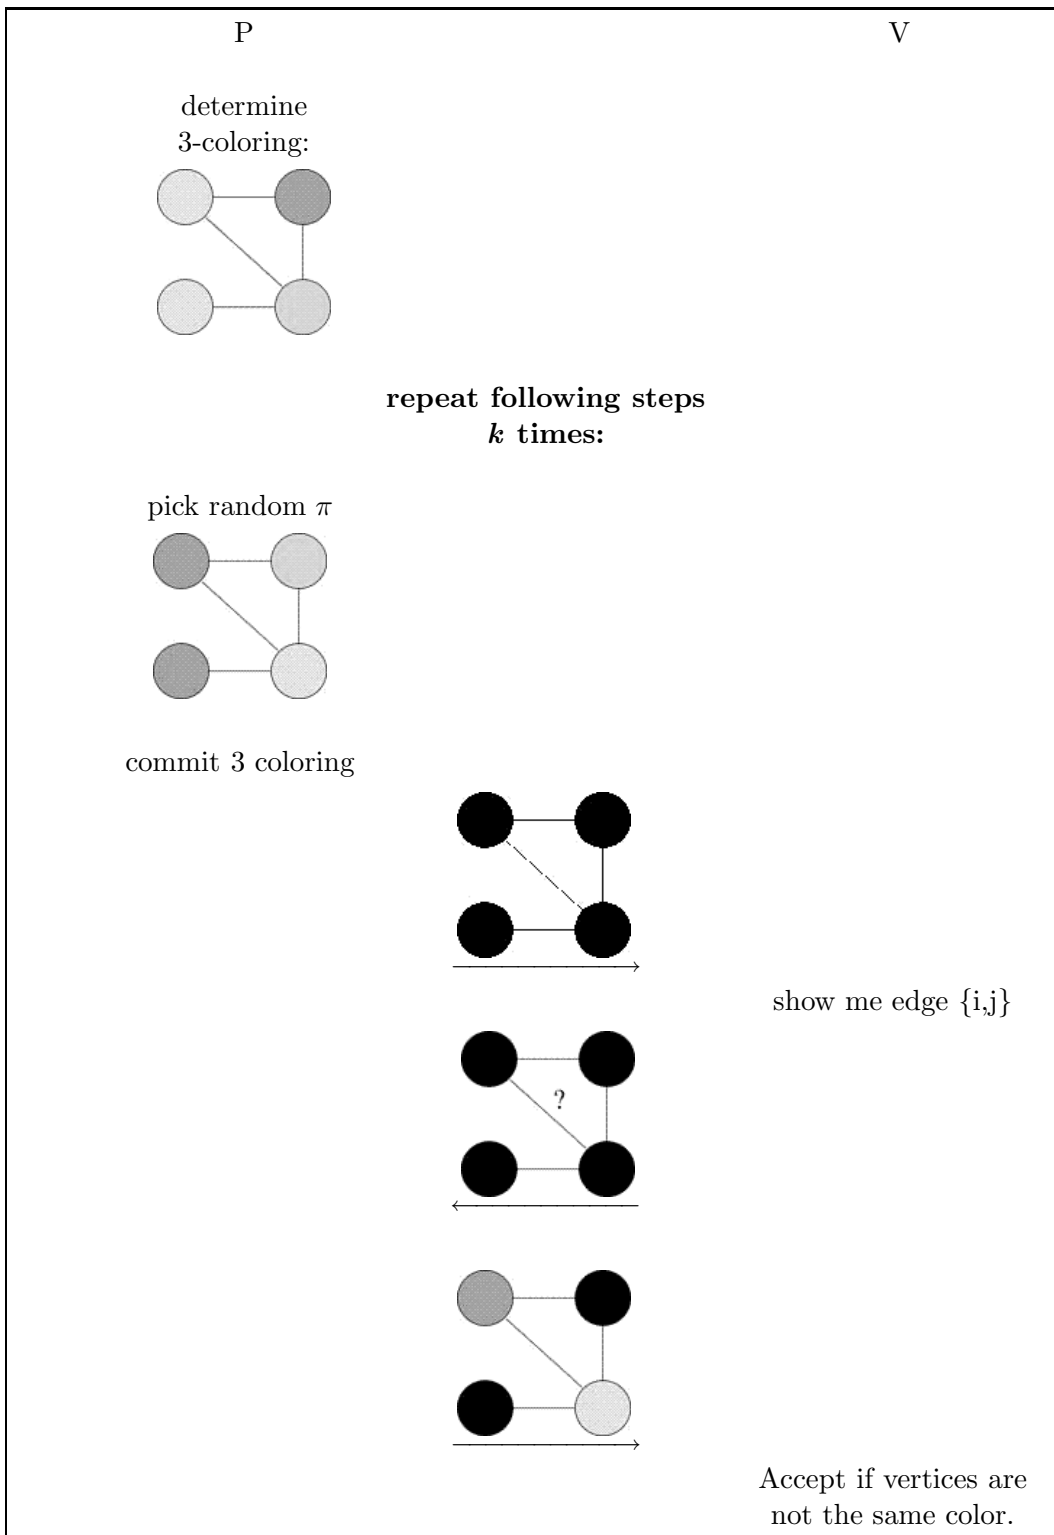 P
V
determine
3-coloring:
repeat following steps
k times:
pick random π
commit 3 coloring
show me edge {i,j}
?
Accept if vertices are
not the same color.